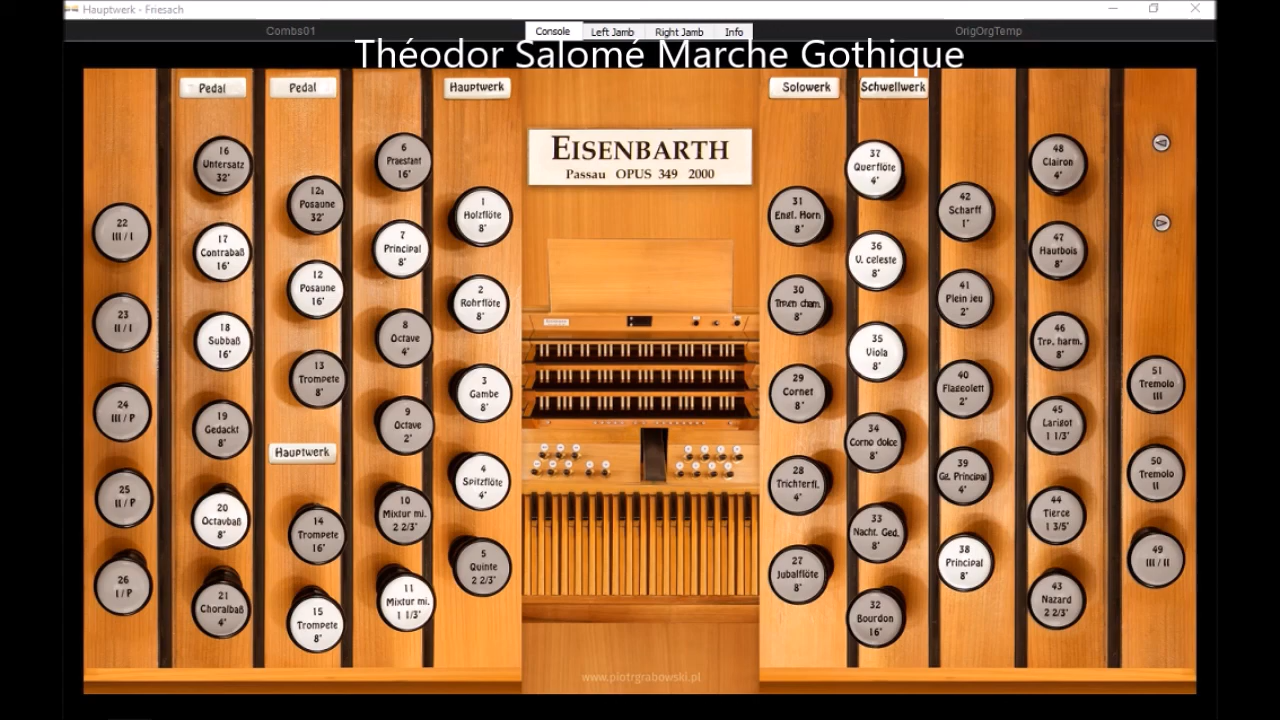 Hauptwerk - Friesach
Combs01
Console
Left Jamb
Right Jamb
Info
OrigOrgTemp
Théodor Salomé Marche Gothique
Pedal
Pedal
Hauptwerk
Solowerk
Schwellwerk
EISENBARTH
Passau OPUS 349 2000
22
III / I
23
II / I
24
III / P
25
II / P
26
I / P
16
Untersatz
32'
17
Contrabaß
16'
18
Subbaß
16'
19
Gedackt
8'
20
Octavbaß
8'
21
Choralbaß
4'
12a
Posaune
32'
12
Posaune
16'
13
Trompete
8'
Hauptwerk
14
Trompete
16'
15
Trompete
8'
6
Praestant
16'
7
Principal
8'
8
Octave
4'
9
Octave
2'
10
Mixtur mi.
2 2/3'
11
Mixtur mi.
1 1/3'
1
Holzflöte
8'
2
Rohrflöte
8'
3
Gambe
8'
4
Spitzflöte
4'
5
Quinte
2 2/3'
31
Engl. Horn
8'
30
cham.
8'
29
Cornet
8'
28
Trichterfl.
4'
27
Jubalflöte
8'
37
Querflöte
4'
36
V. celeste
8'
35
Viola
8'
34
Corno dolce
8'
33
Nacht. Ged.
8'
32
Bourdon
16'
42
Scharff
1'
41
Plein jeu
2'
40
Flageolett
2'
39
Gg. Principal
4'
38
Principal
8'
48
Clairon
4'
47
Hautbois
8'
46
Trp. harm.
8'
45
Larigot
1 1/3'
44
Tierce
1 3/5'
43
Nazard
2 2/3'
51
Tremolo
III
50
Tremolo
II
49
III / II
www.piotrgrabowski.pl